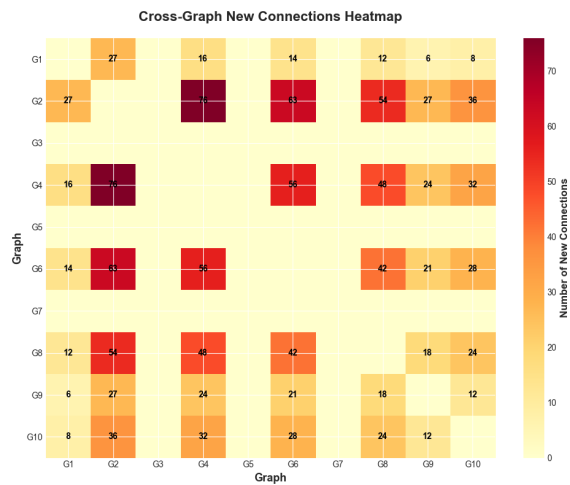 Cross-Graph New Connections Heatmap
G1 27 16 14 12 6 8
G2 27 76 63 54 27 36
G3
G4 16 76 56 48 24 32
G5
G6 14 63 56 42 21 28
G7
G8 12 54 48 42 18 24
G9 6 27 24 21 18 12
G10 8 36 32 28 24 12
G1 G2 G3 G4 G5 G6 G7 G8 G9 G10
Graph
Graph
70
60
50
40
30
20
10
0
Number of New Connections